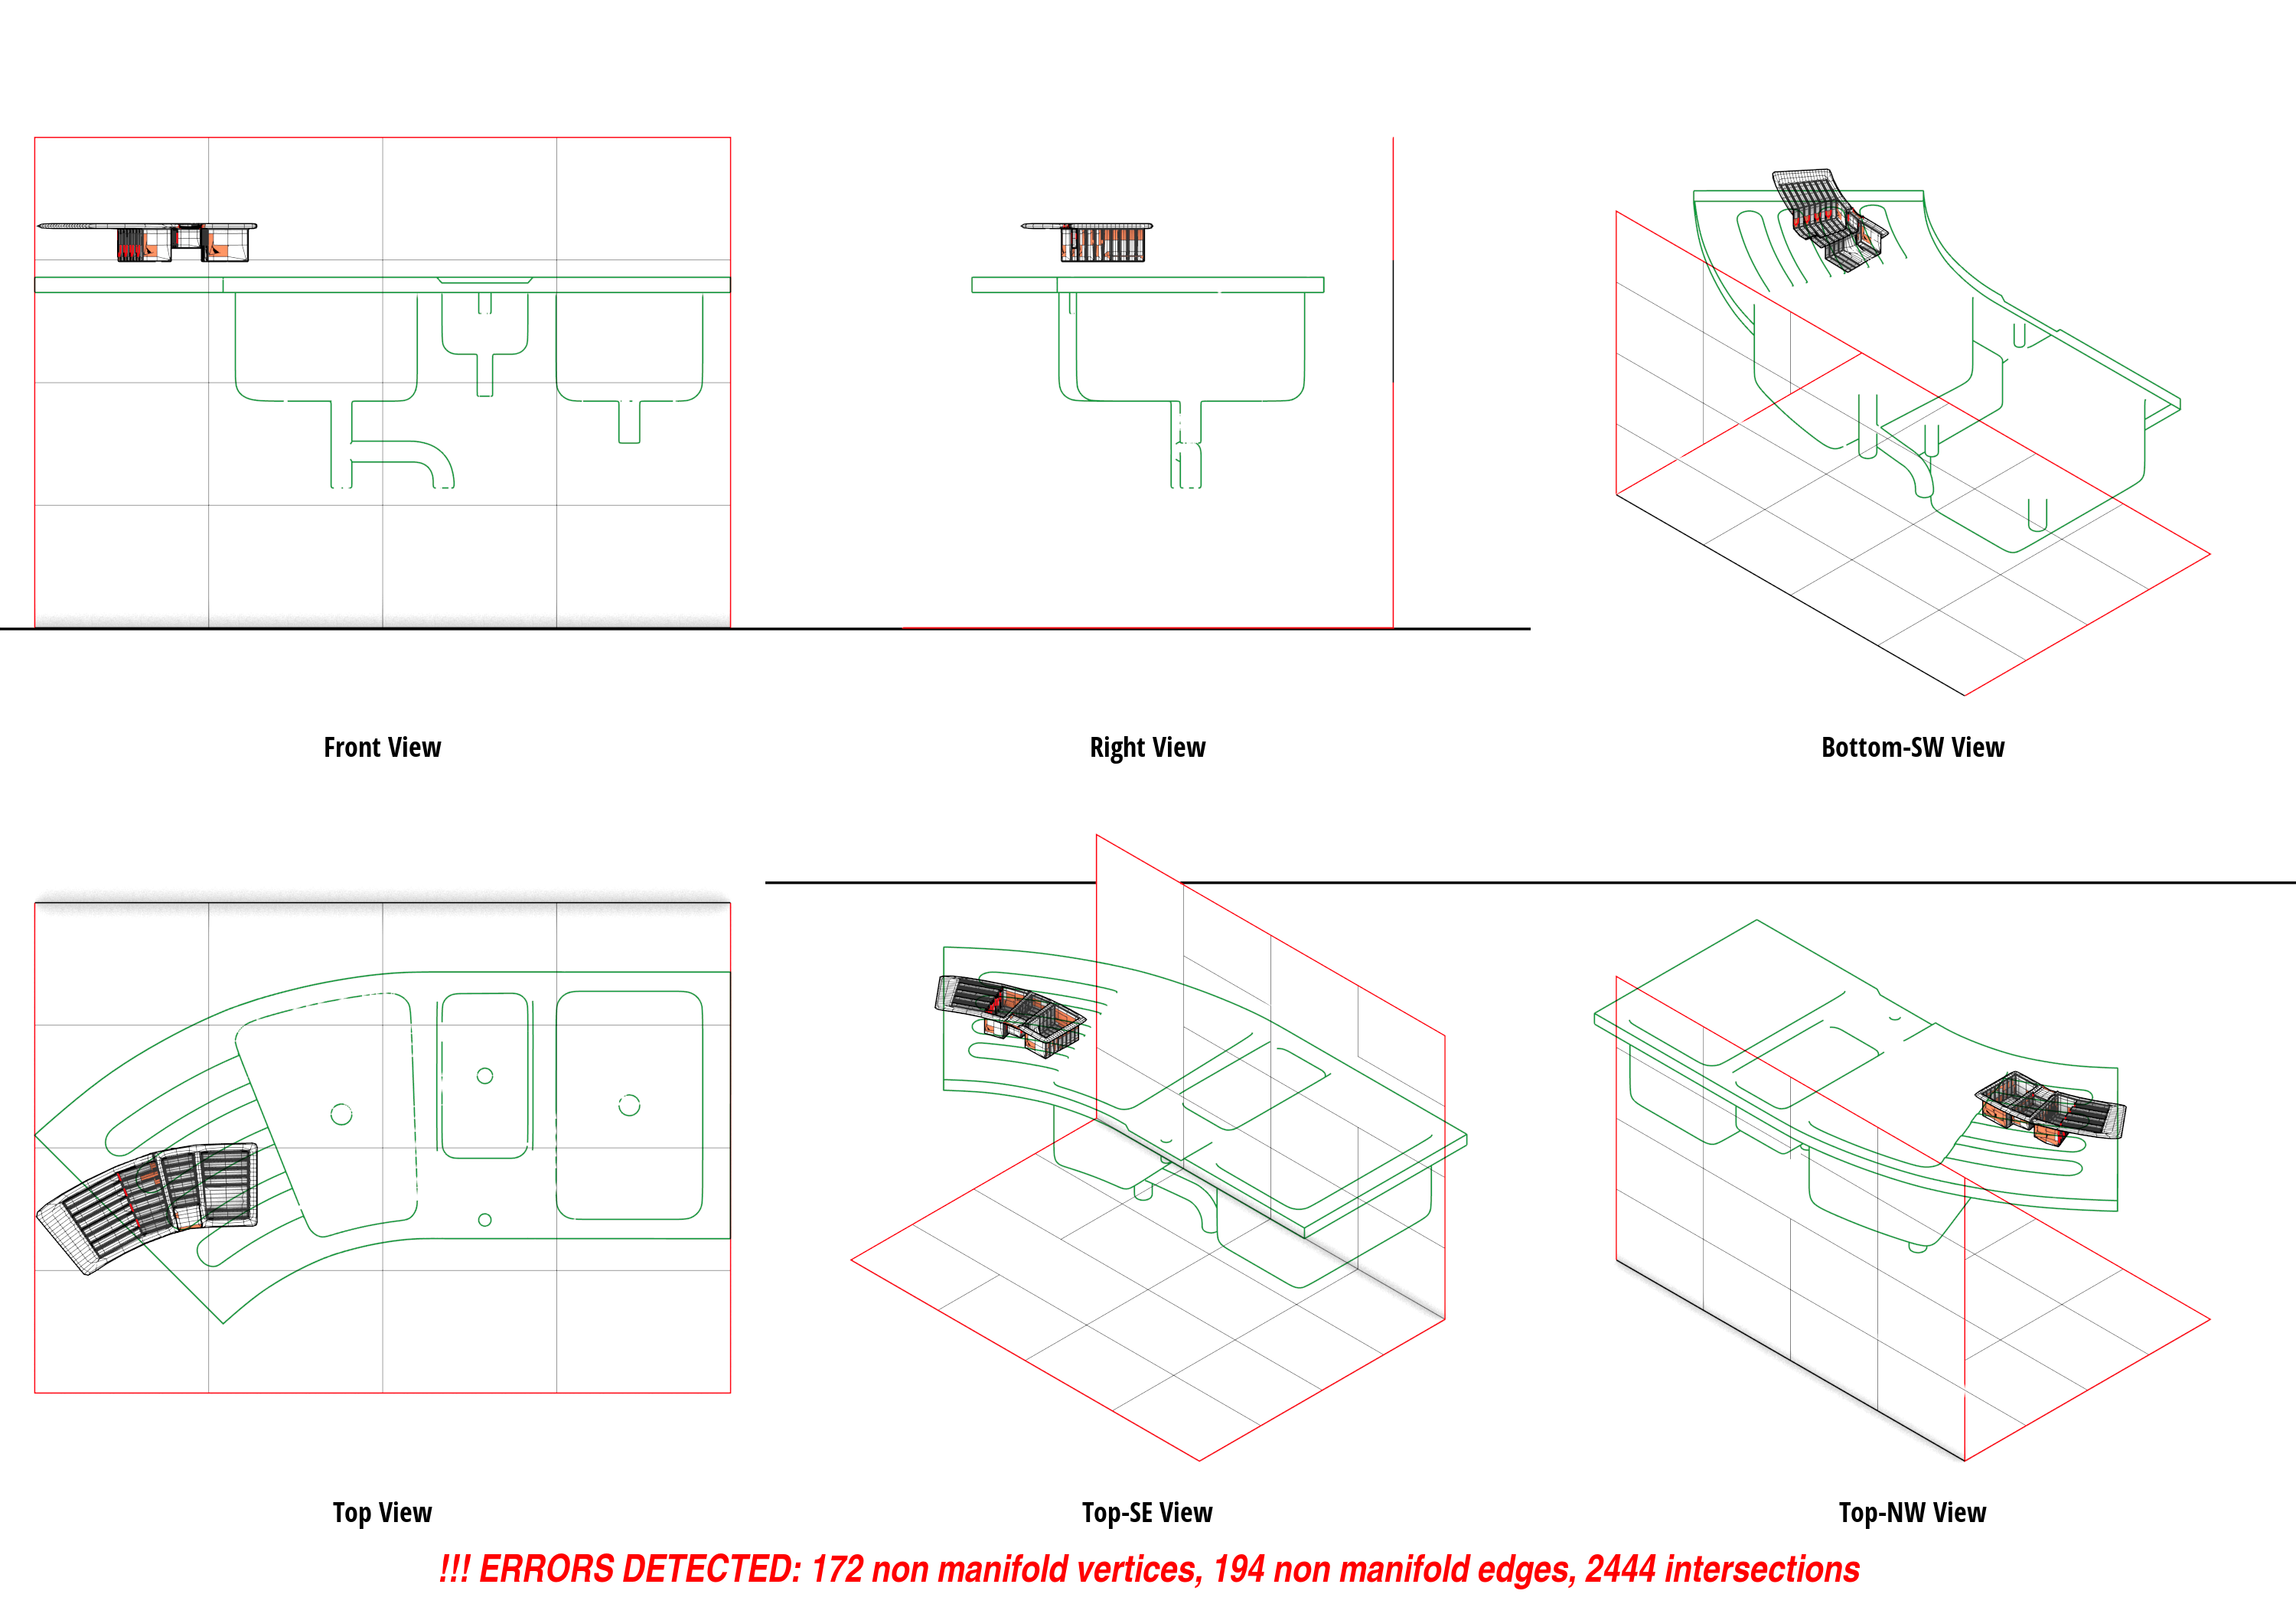 Front View
Right View
Bottom-SW View
Top View
Top-SE View
Top-NW View
!!! ERRORS DETECTED: 172 non manifold vertices, 194 non manifold edges, 2444 intersections